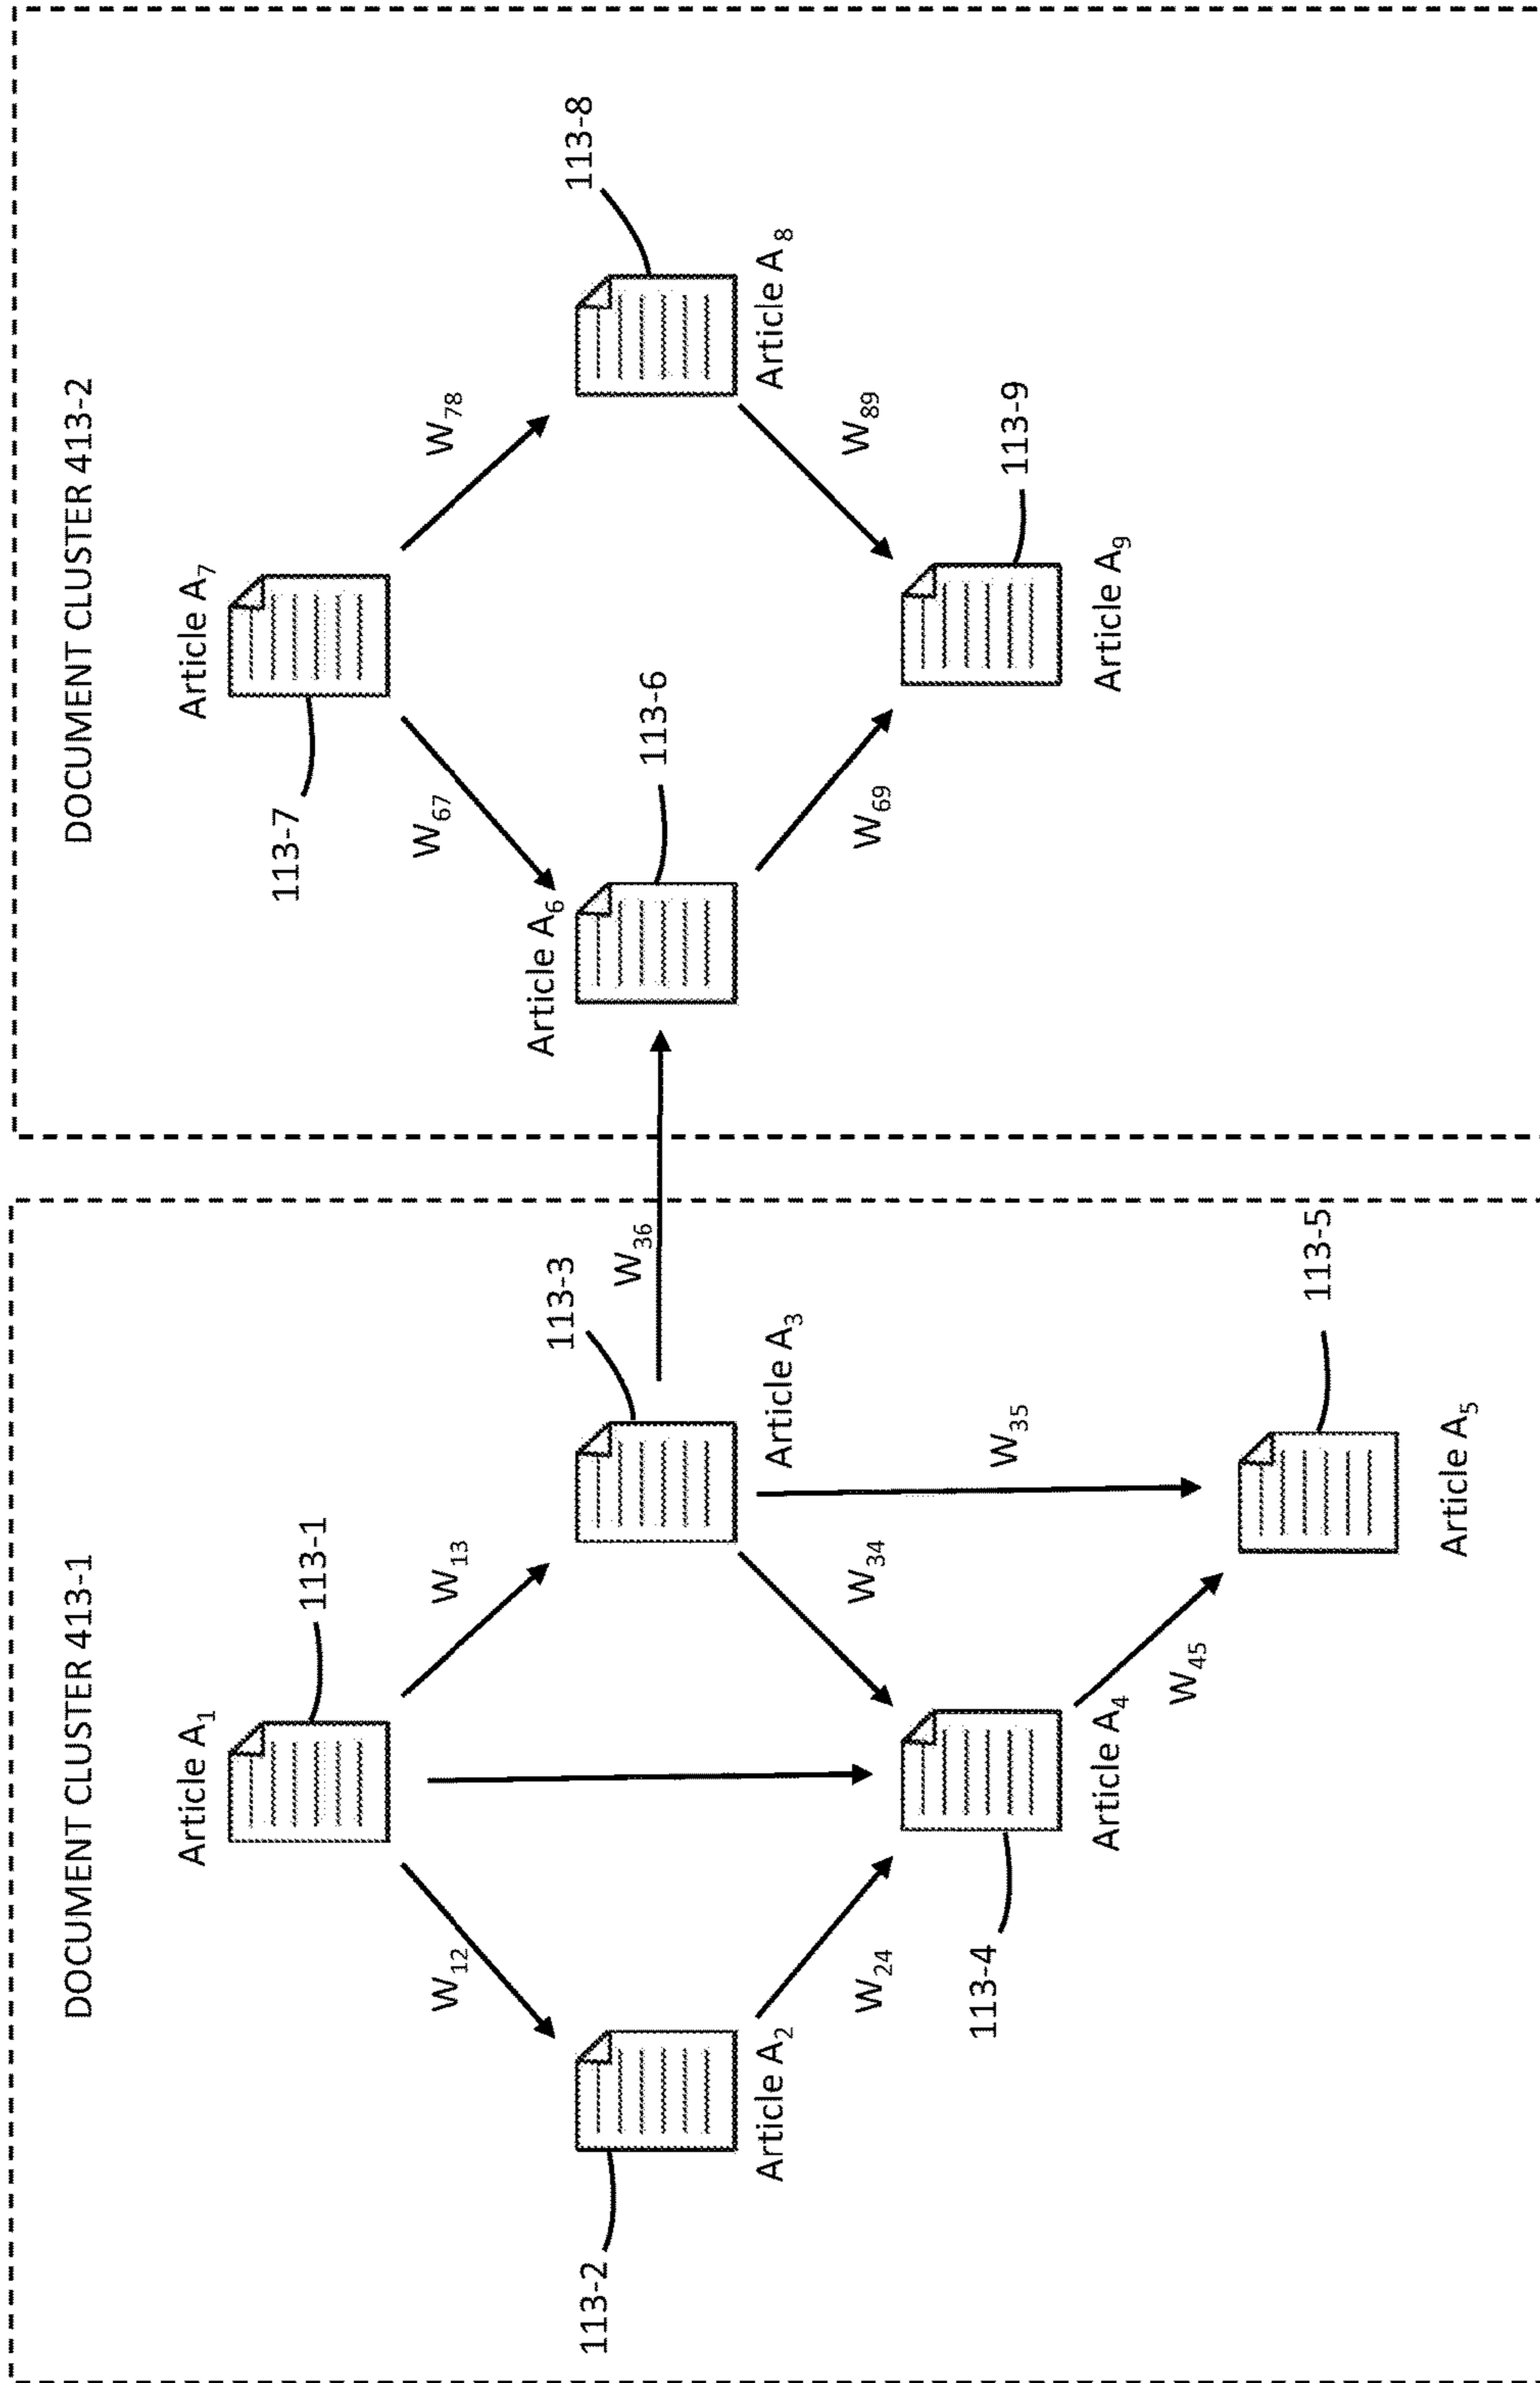 DOCUMENT CLUSTER 413-1
Article A1
113-1
W12
W13
113-2
Article A2
113-3
Article A3
W36
W24
W34
W35
113-4
Article A4
W45
113-5
Article A5
DOCUMENT CLUSTER 413-2
Article A7
113-7
W67
W78
Article A6
113-6
113-8
Article A8
W69
W89
113-9
Article A9